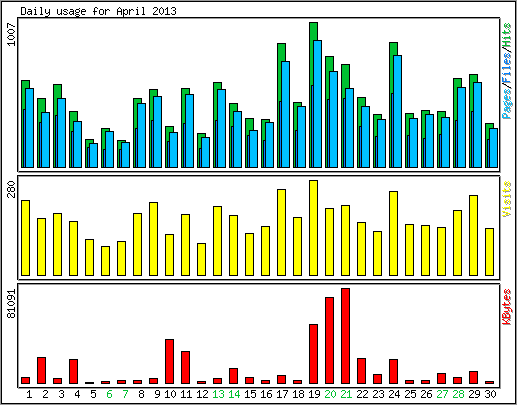 Daily usage for April 2013
1007
Pages/Files/Hits
280
Visits
81091
KBytes
1 2 3 4 5 6 7 8 9 10 11 12 13 14 15 16 17 18 19 20 21 22 23 24 25 26 27 28 29 30